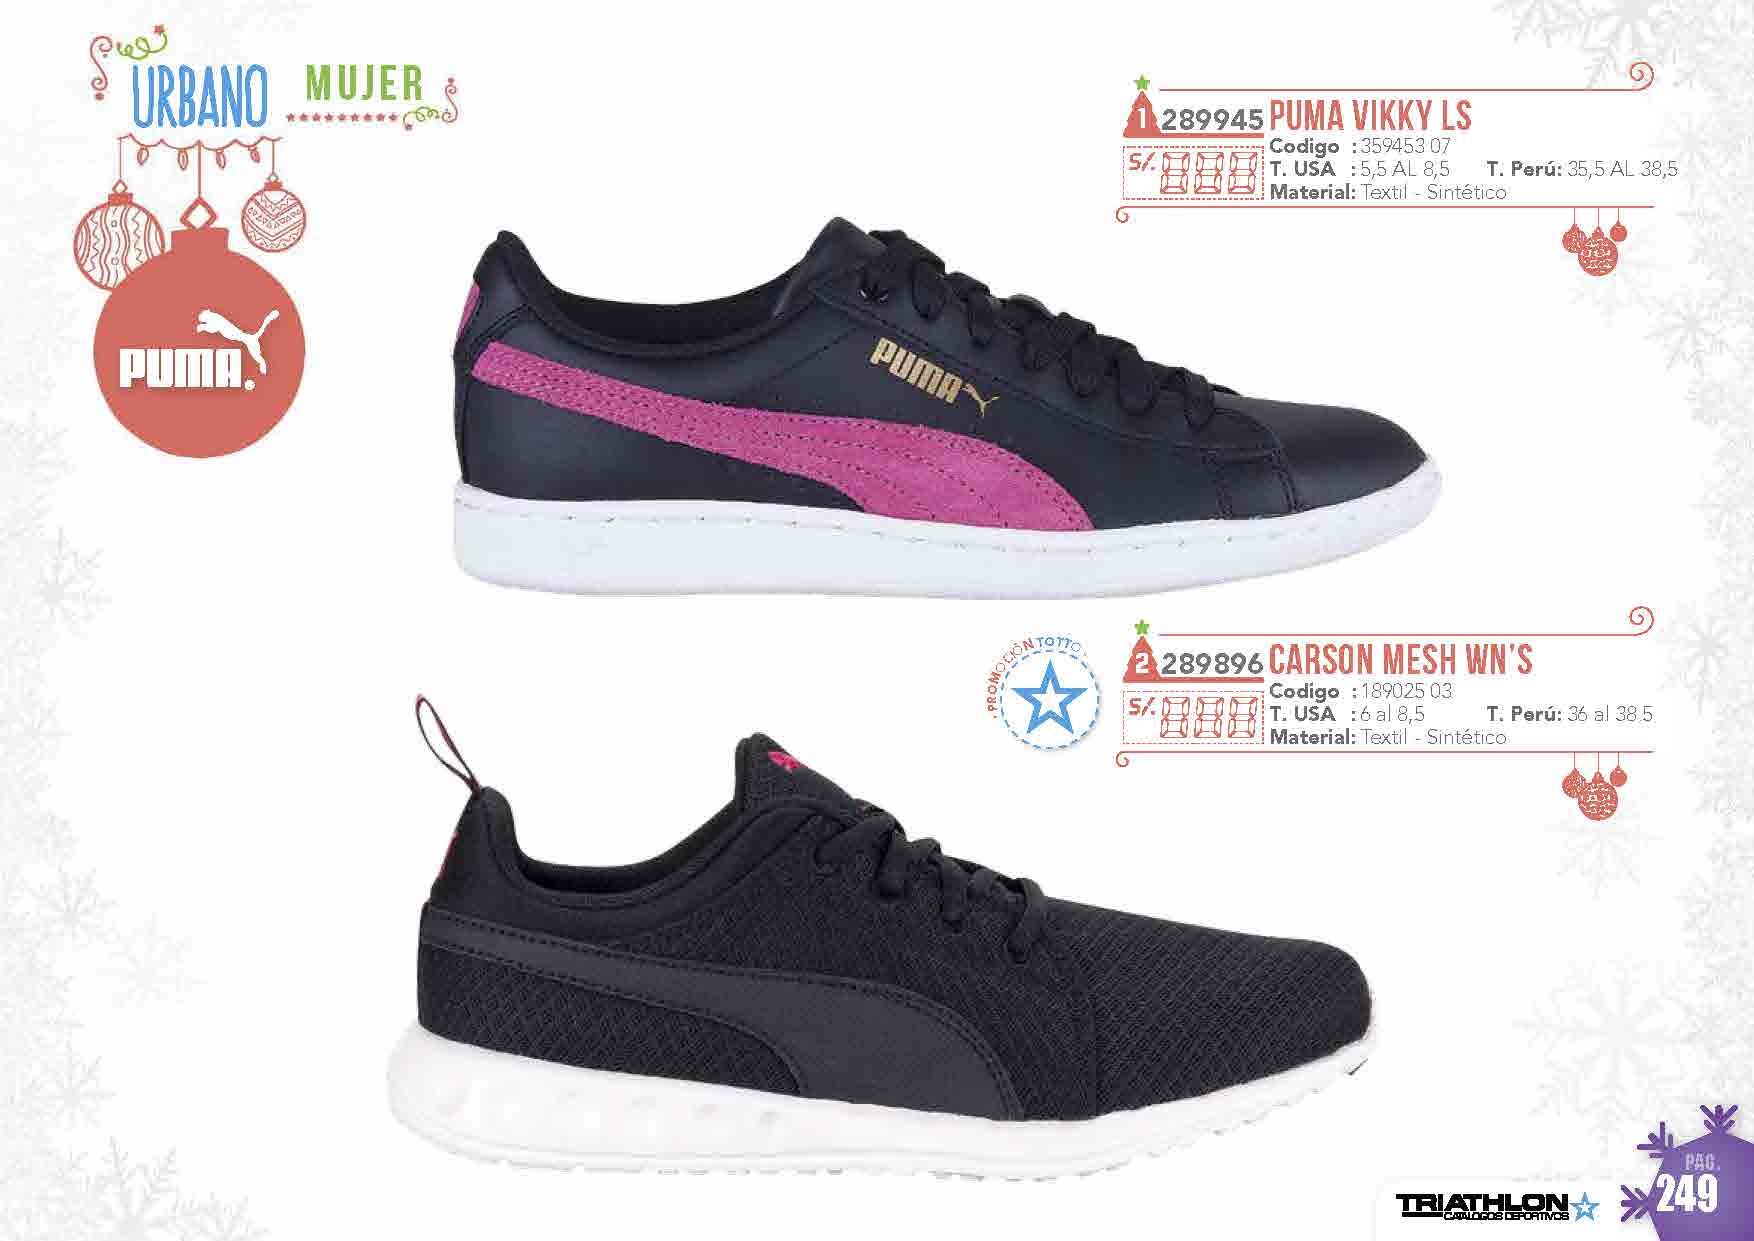 URBANO MUJER
PUMA.
1 289945 PUMA VIKKY LS
Codigo : 359453 07
T. USA : 5,5 AL 8,5 T. Perú: 35,5 AL 38,5
S/. 888
Material: Textil - Sintético
PUMA
PROMOCIÓN TOTTO
2 289896 CARSON MESH WN'S
Codigo : 189025 03
T. USA : 6 al 8,5 T. Perú: 36 al 38,5
S/. 888
Material: Textil - Sintético
PAG.
249
TRIATHLON
CATALOGOS DEPORTIVOS